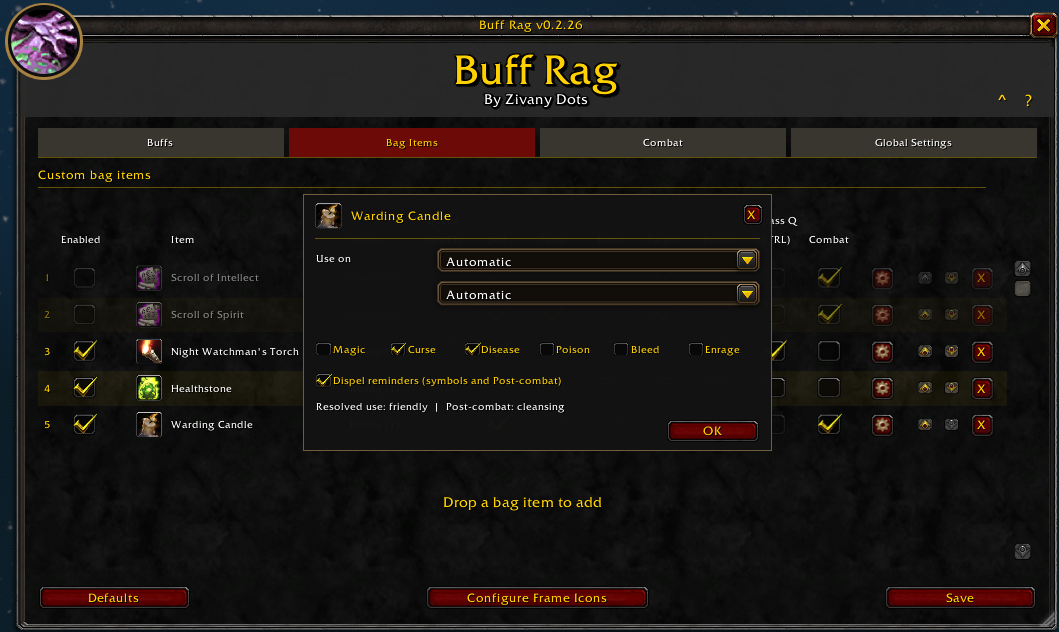 Buff Rag v0.2.26
Buff Rag
By Zivany Dots
^ ?
Buffs Bag Items Combat Global Settings
Custom bag items
Enabled Item Q Combat
Warding Candle X
Use on Automatic
Automatic
Magic Curse Disease Poison Bleed Enrage
Dispel reminders (symbols and Post-combat)
Resolved use: friendly | Post-combat: cleansing
OK
1 Scroll of Intellect X
2 Scroll of Spirit X
3 Night Watchman's Torch X
4 Healthstone X
5 Warding Candle X
Drop a bag item to add
Defaults Configure Frame Icons Save